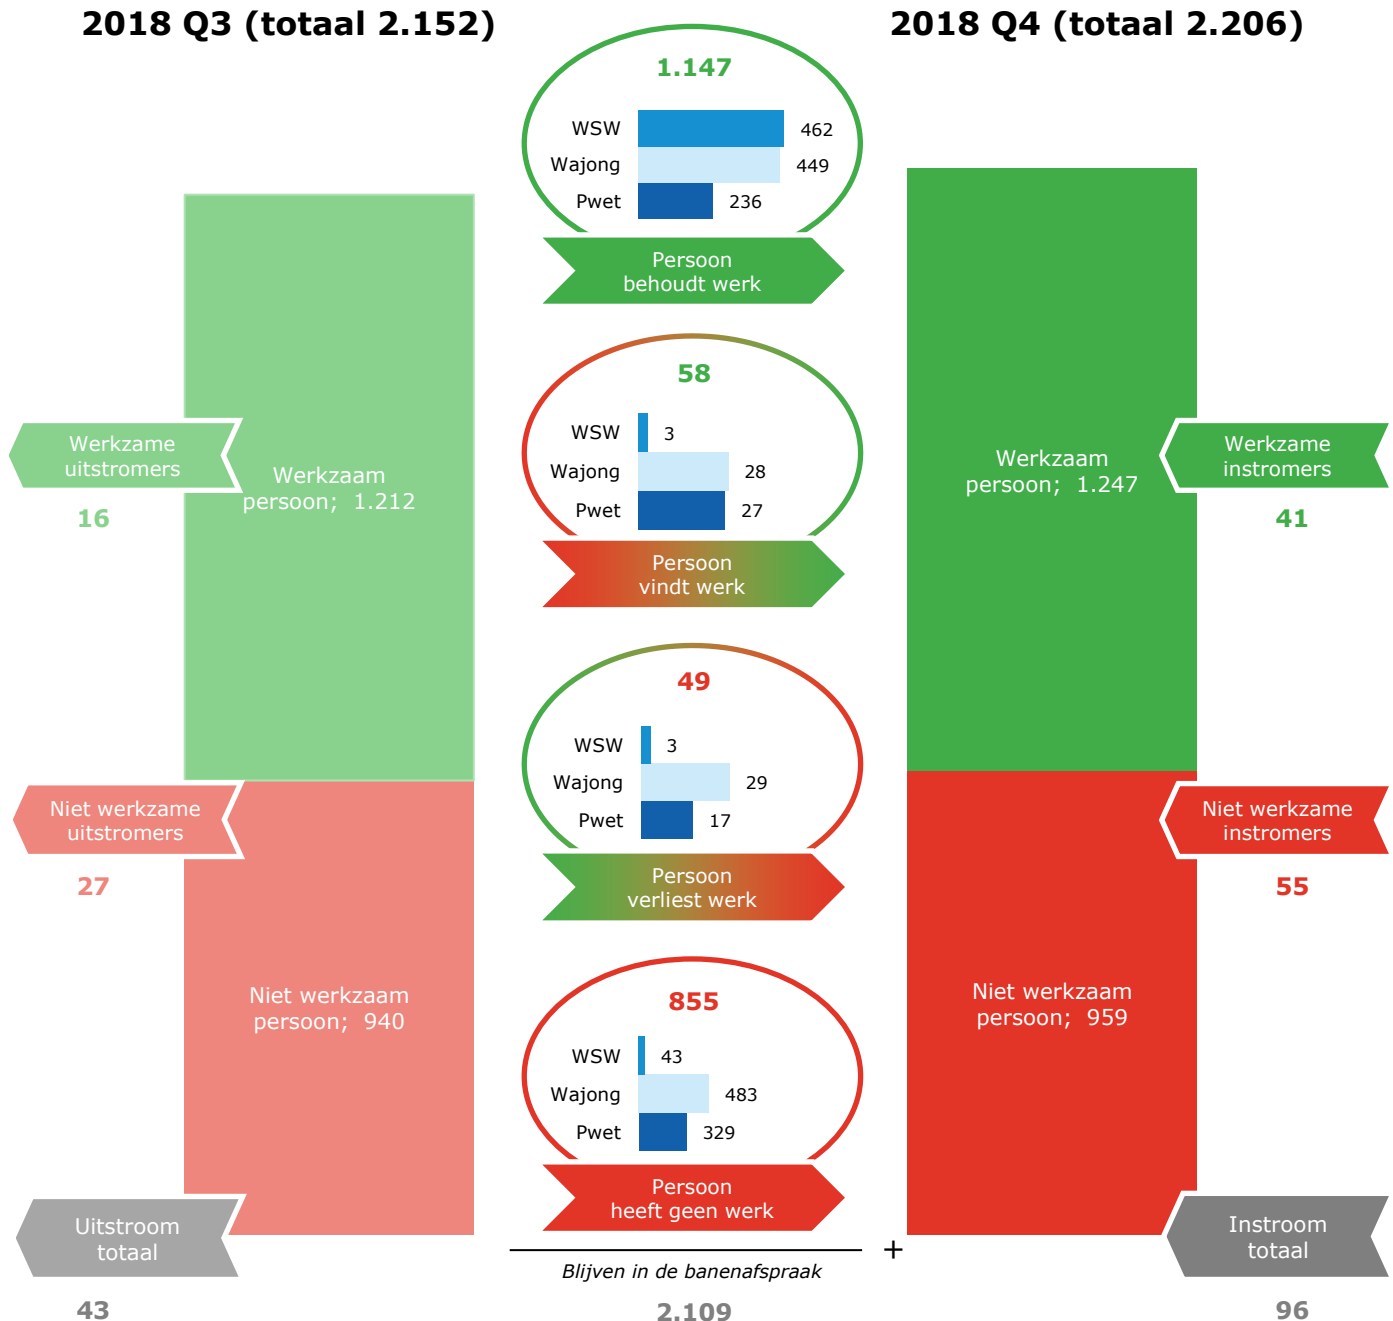 2018 Q3 (totaal 2.152)
2018 Q4 (totaal 2.206)
1.147
WSW 462
Wajong 449
Pwet 236
Persoon
behoudt werk
58
WSW 3
Wajong 28
Pwet 27
Persoon
vindt werk
49
WSW 3
Wajong 29
Pwet 17
Persoon
verliest werk
855
WSW 43
Wajong 483
Pwet 329
Persoon
heeft geen werk
Blijven in de banenafspraak
2.109
+
Werkzame
uitstromers
16
Werkzaam
persoon; 1.212
Niet werkzame
uitstromers
27
Niet werkzaam
persoon; 940
Uitstroom
totaal
43
Werkzaam
persoon; 1.247
Werkzame
instromers
41
Niet werkzame
instromers
55
Niet werkzaam
persoon; 959
Instroom
totaal
96